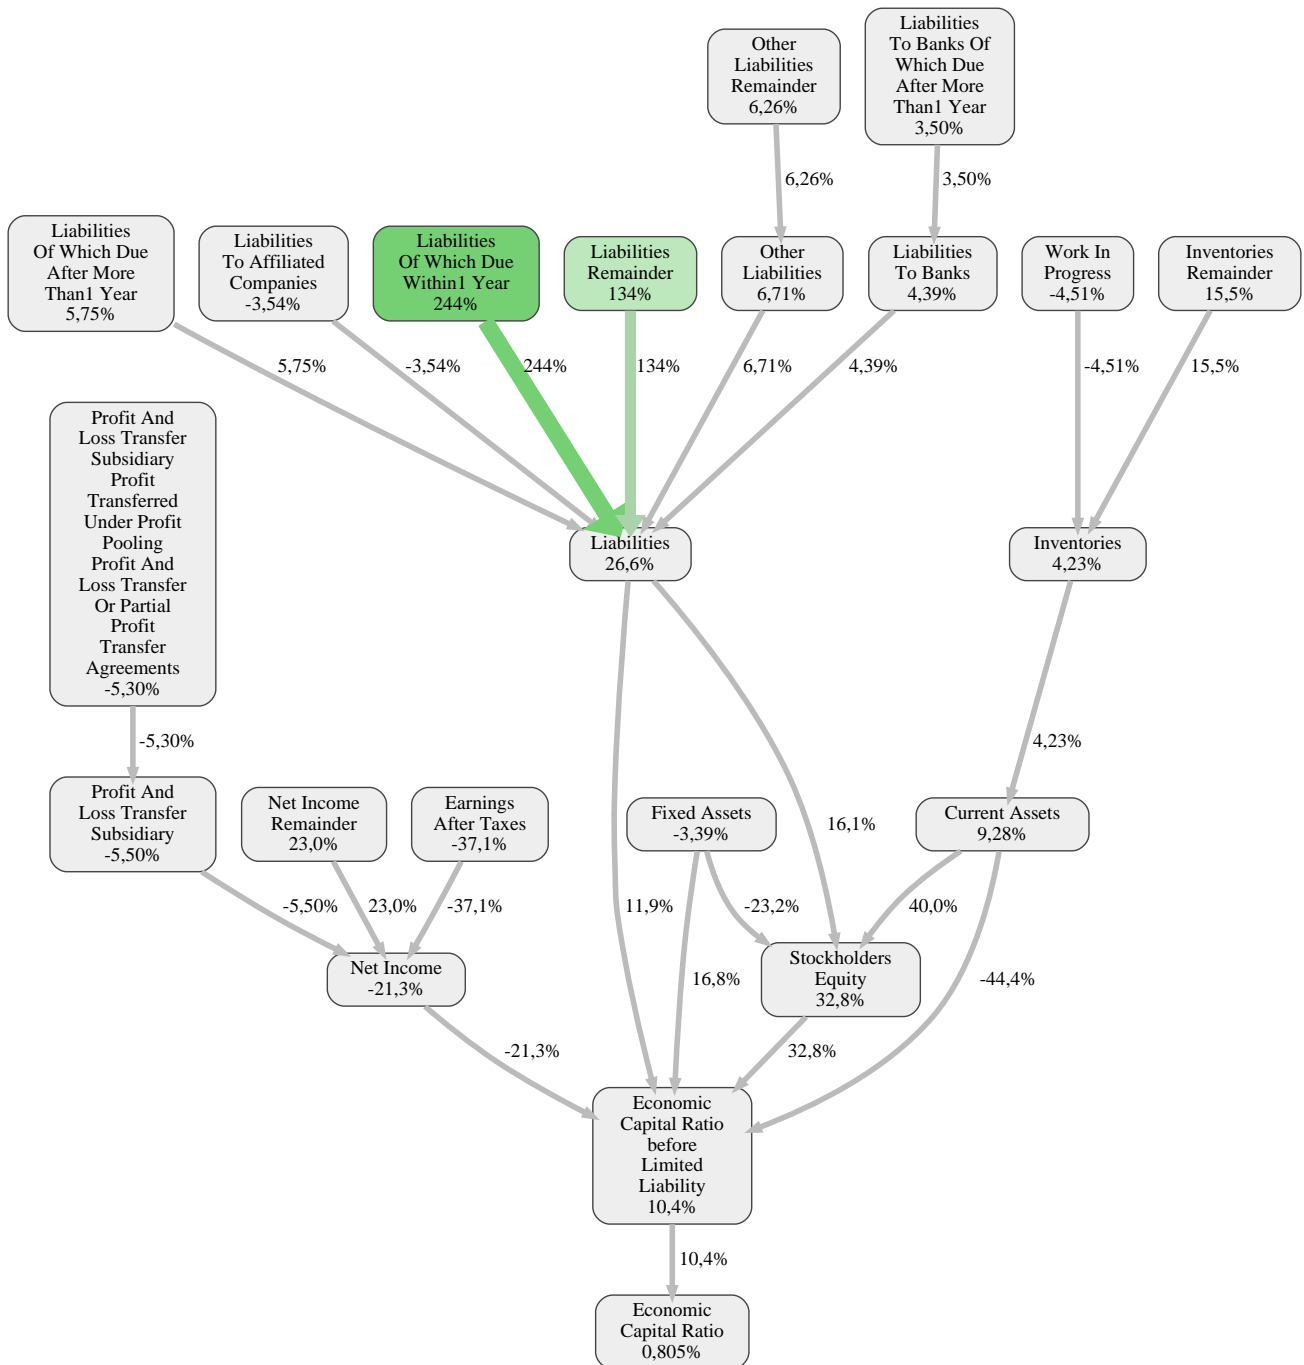 Other
Liabilities
Remainder
6,26%
Liabilities
To Banks Of
Which Due
After More
Than1 Year
3,50%
6,26%
3,50%
Liabilities
Of Which Due
After More
Than1 Year
5,75%
Liabilities
To Affiliated
Companies
-3,54%
Liabilities
Of Which Due
Within1 Year
244%
Liabilities
Remainder
134%
Other
Liabilities
6,71%
Liabilities
To Banks
4,39%
Work In
Progress
-4,51%
Inventories
Remainder
15,5%
5,75%
-3,54%
244%
134%
6,71%
4,39%
-4,51%
15,5%
Profit And
Loss Transfer
Subsidiary
Profit
Transferred
Under Profit
Pooling
Profit And
Loss Transfer
Or Partial
Profit
Transfer
Agreements
-5,30%
Liabilities
26,6%
Inventories
4,23%
-5,30%
4,23%
Profit And
Loss Transfer
Subsidiary
-5,50%
Net Income
Remainder
23,0%
Earnings
After Taxes
-37,1%
Fixed Assets
-3,39%
16,1%
Current Assets
9,28%
-5,50%
23,0%
-37,1%
11,9%
-23,2%
40,0%
Net Income
-21,3%
16,8%
Stockholders
Equity
32,8%
-44,4%
-21,3%
32,8%
Economic
Capital Ratio
before
Limited
Liability
10,4%
10,4%
Economic
Capital Ratio
0,805%